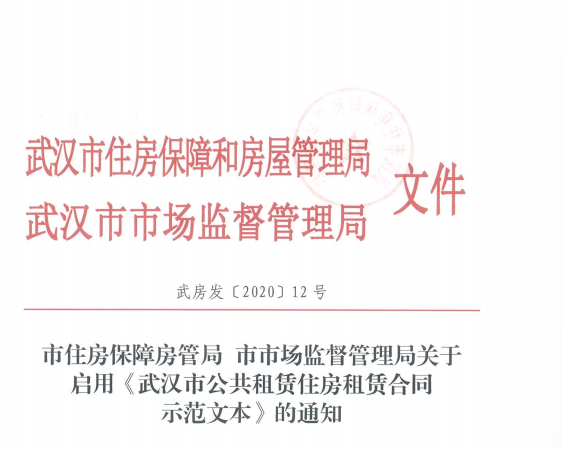 武汉市住房保障和房屋管理局
武汉市市场监督管理局
文件
武房发〔2020〕12号
市住房保障房管局 市市场监督管理局关于
启用《武汉市公共租赁住房租赁合同
示范文本》的通知